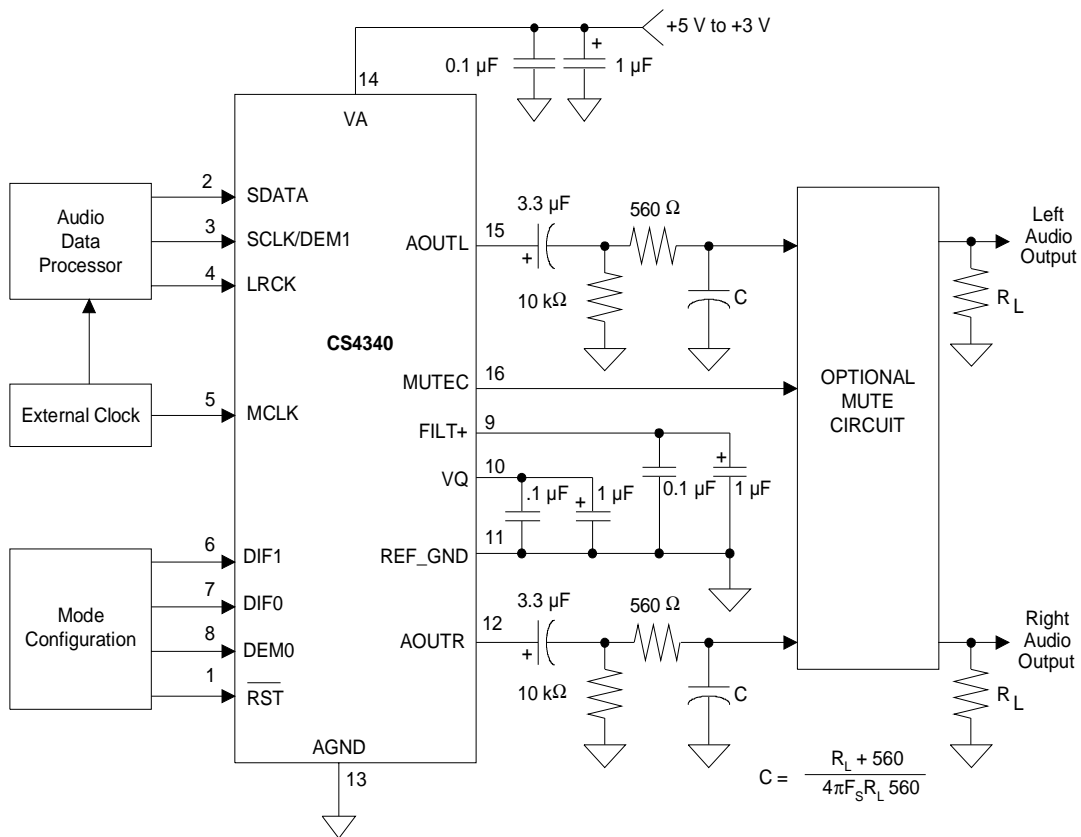 +5 V to +3 V
0.1 µF
+
1 µF
14
VA
Audio
Data
Processor
2
SDATA
3
SCLK/DEM1
4
LRCK
External Clock
5
MCLK
Mode
Configuration
6
DIF1
7
DIF0
8
DEM0
1
RST
CS4340
AGND
13
AOUTL
15
3.3 µF
+
560 Ω
10 kΩ
C
MUTEC
16
FILT+
9
VQ
10
.1 µF
+
1 µF
0.1 µF
+
1 µF
REF_GND
11
AOUTR
12
3.3 µF
+
560 Ω
10 kΩ
C
OPTIONAL
MUTE
CIRCUIT
Left
Audio
Output
RL
Right
Audio
Output
RL
C = RL + 560
4πFSRL 560